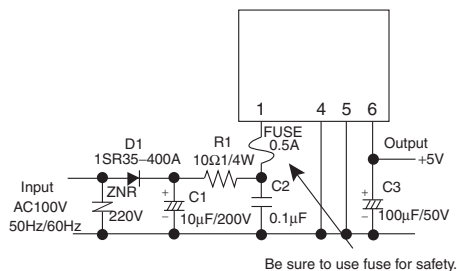 1 4 5 6
FUSE
0.5A
D1
1SR35–400A
R1
10Ω1/4W
Output
+5V
Input
AC100V
50Hz/60Hz
ZNR
220V
+
–
C1
10µF/200V
C2
0.1µF
+
–
C3
100µF/50V
Be sure to use fuse for safety.